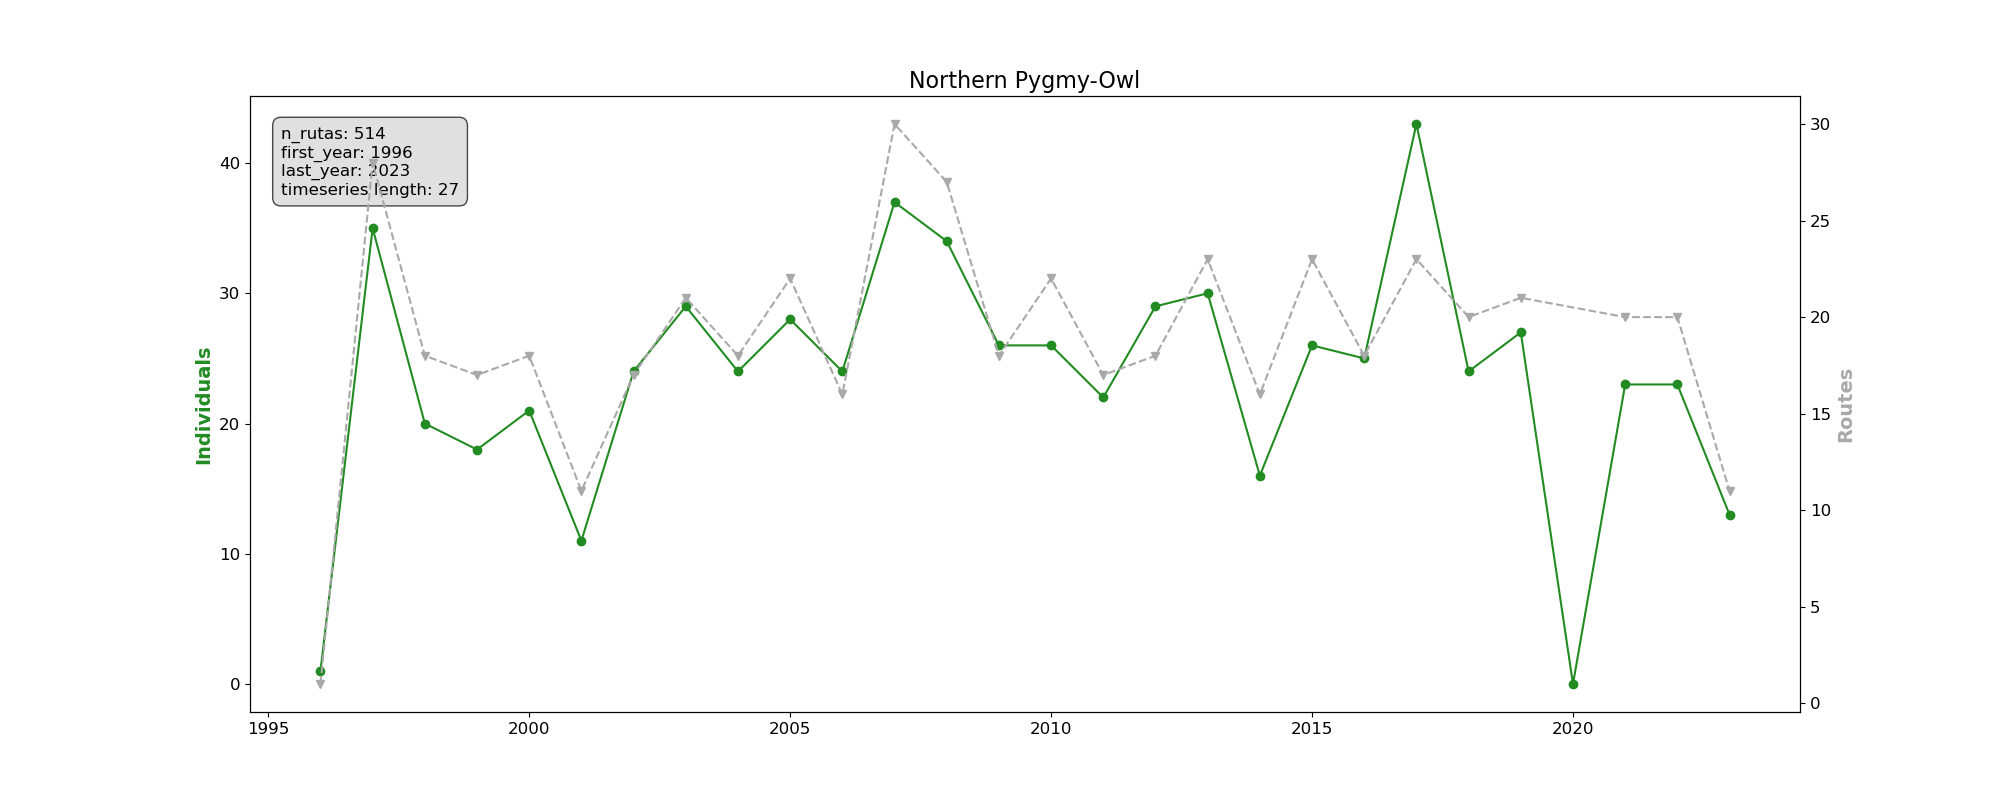 Northern Pygmy-Owl
n_rutas: 514
first_year: 1996
last_year: 2023
timeseries length: 27
40
30
20
10
0
Individuals
30
25
20
15
10
5
0
Routes
1995
2000
2005
2010
2015
2020